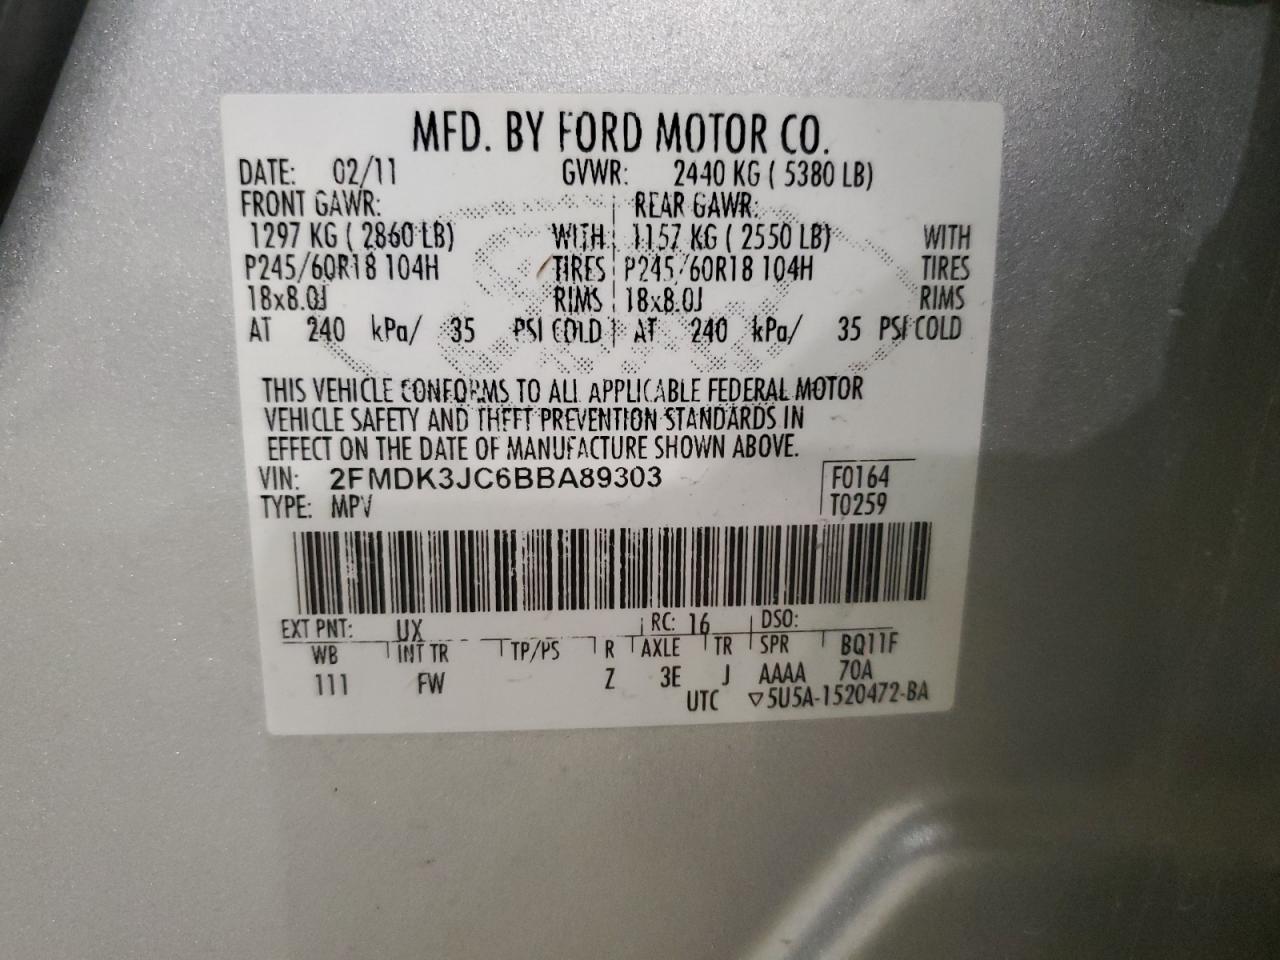 MFD. BY FORD MOTOR CO.
DATE: 02/11 GVWR: 2440 KG ( 5380 LB)
FRONT GAWR: REAR GAWR:
1297 KG ( 2860 LB) WITH 1157 KG ( 2550 LB) WITH
P245/60R18 104H TIRES P245/60R18 104H TIRES
18x8.0J RIMS 18x8.0J RIMS
AT 240 kPa/ 35 PSI COLD AT 240 kPa/ 35 PSI COLD
THIS VEHICLE CONFORMS TO ALL APPLICABLE FEDERAL MOTOR
VEHICLE SAFETY AND THEFT PREVENTION STANDARDS IN
EFFECT ON THE DATE OF MANUFACTURE SHOWN ABOVE.
VIN: 2FMDK3JC6BBA89303 F0164
TYPE: MPV T0259
EXT PNT: UX RC: 16 DSO:
WB INT TR TP/PS R AXLE TR SPR BQ11F
111 FW Z 3E J AAAA 70A
UTC ▽5U5A-1520472-BA